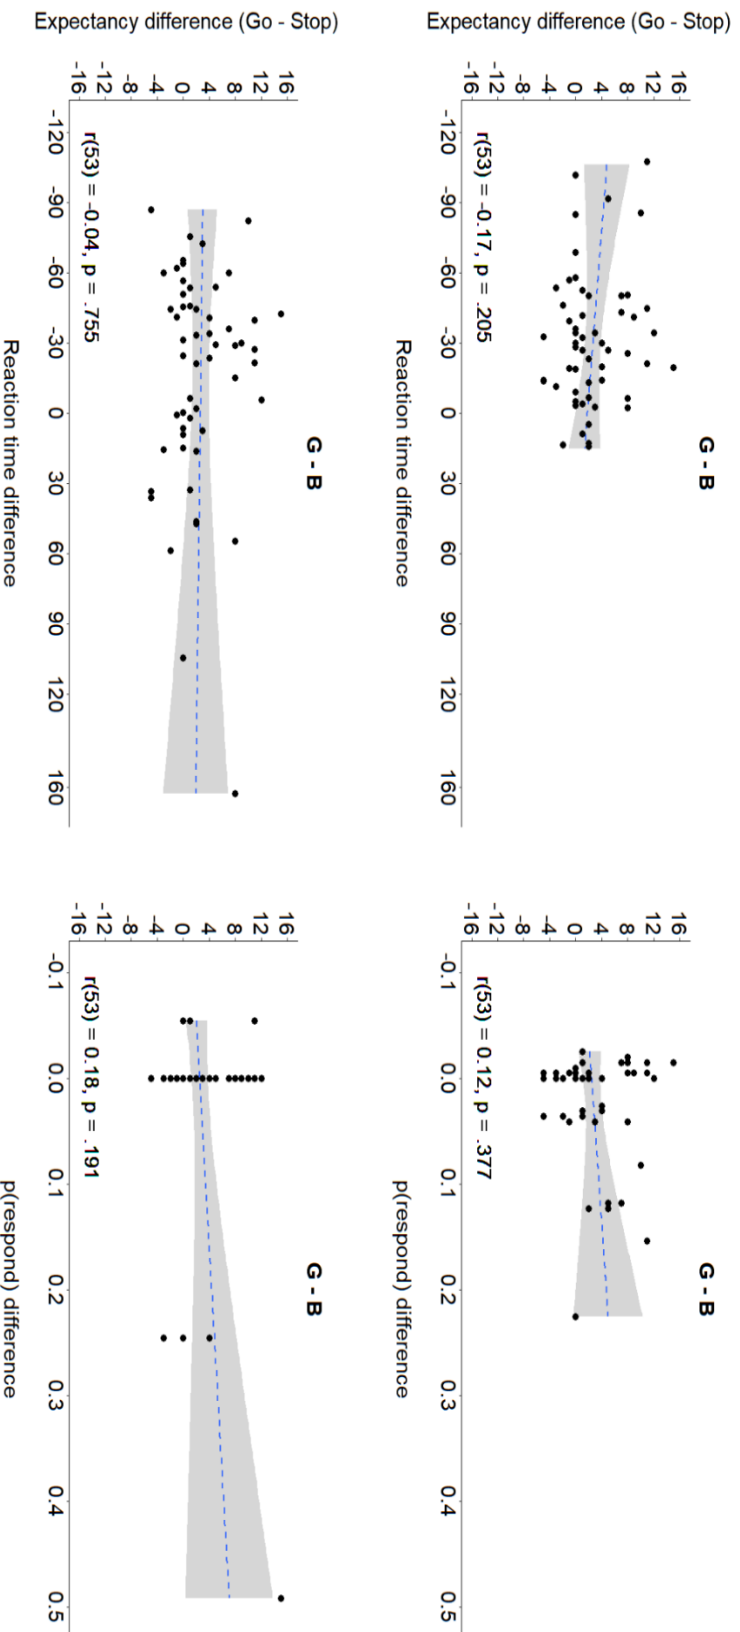 Expectancy difference (Go - Stop)
G - B
16
12
8
4
0
-4
-8
-12
-16
r(53) = -0.17, p = .205
-120 -90 -60 -30 0 30 60 90 120 160
Reaction time difference
G - B
16
12
8
4
0
-4
-8
-12
-16
r(53) = 0.12, p = .377
-0.1 0.0 0.1 0.2 0.3 0.4 0.5
p(respond) difference
Expectancy difference (Go - Stop)
G - B
16
12
8
4
0
-4
-8
-12
-16
r(53) = -0.04, p = .755
-120 -90 -60 -30 0 30 60 90 120 160
Reaction time difference
G - B
16
12
8
4
0
-4
-8
-12
-16
r(53) = 0.18, p = .191
-0.1 0.0 0.1 0.2 0.3 0.4 0.5
p(respond) difference